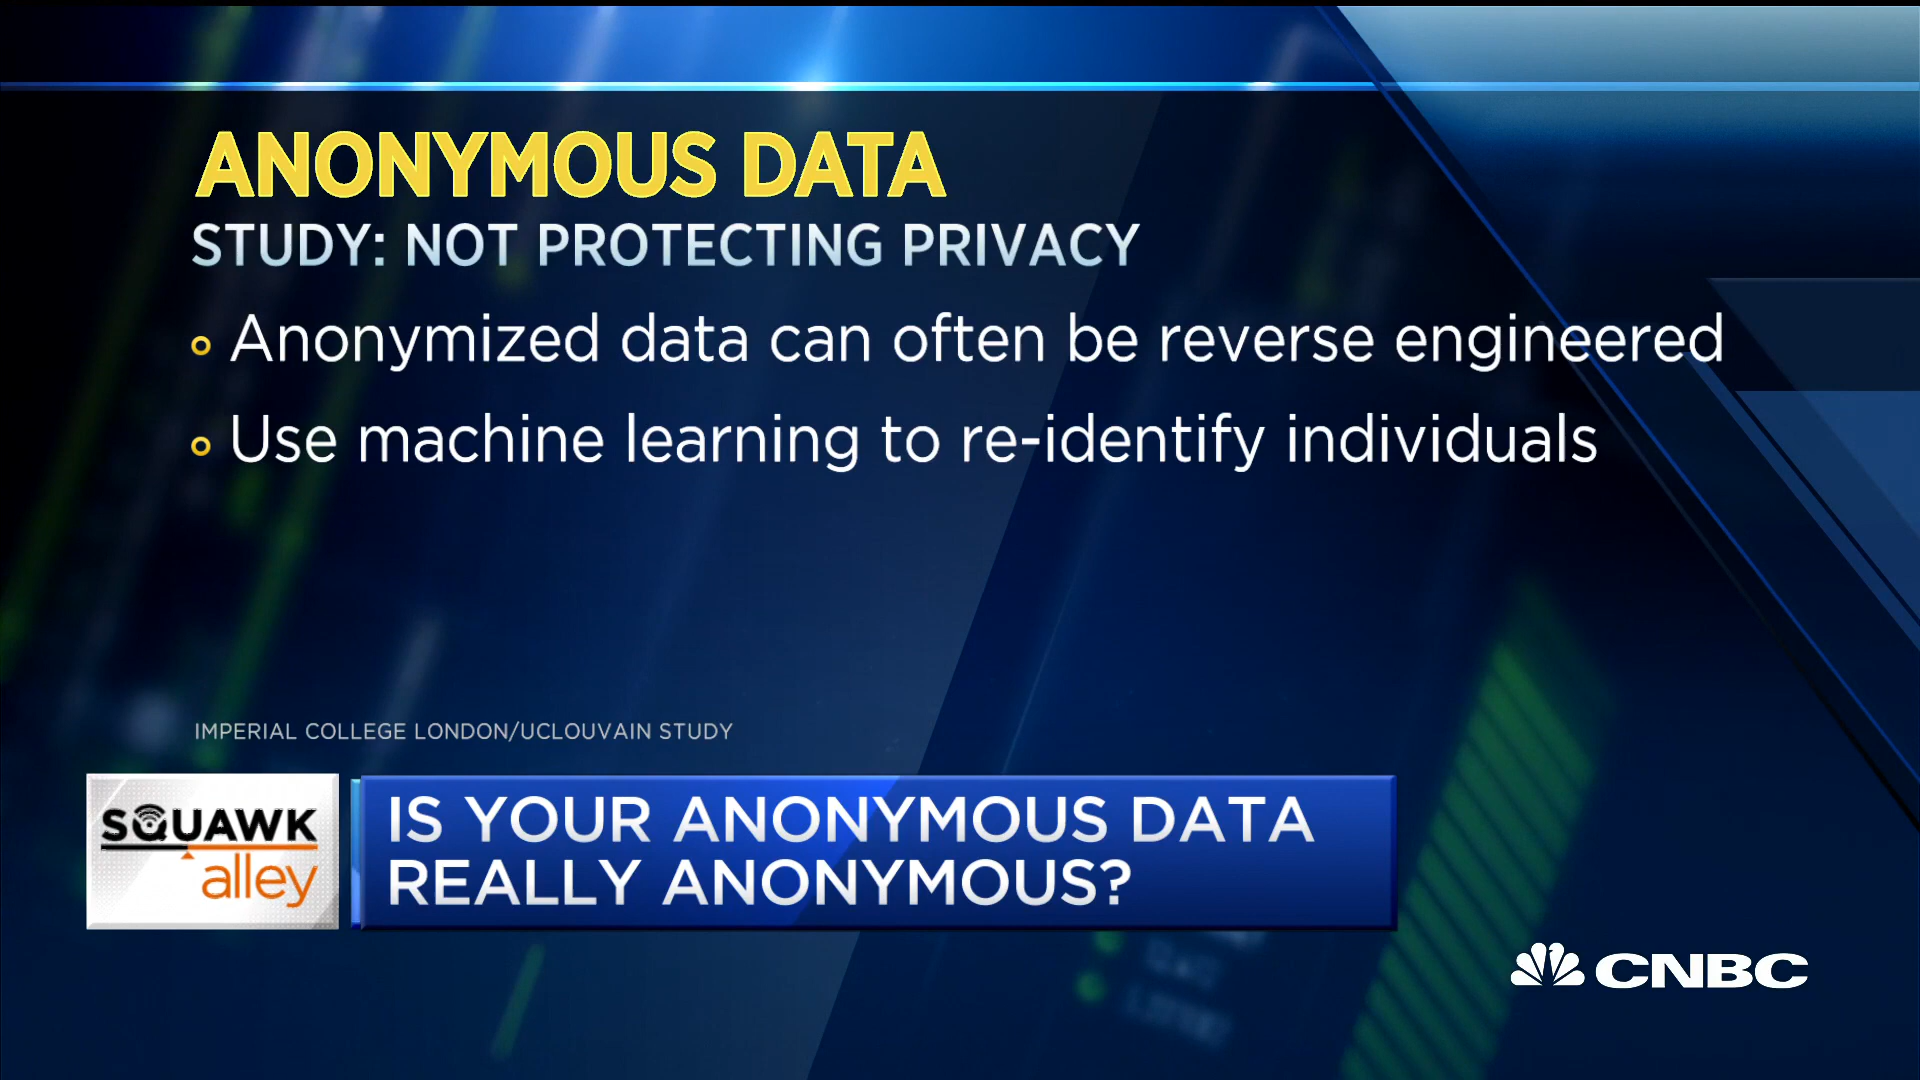 ANONYMOUS DATA
STUDY: NOT PROTECTING PRIVACY
Anonymized data can often be reverse engineered
Use machine learning to re-identify individuals
IMPERIAL COLLEGE LONDON/UCLOUVAIN STUDY
SQUAWK
alley
IS YOUR ANONYMOUS DATA
REALLY ANONYMOUS?
CNBC